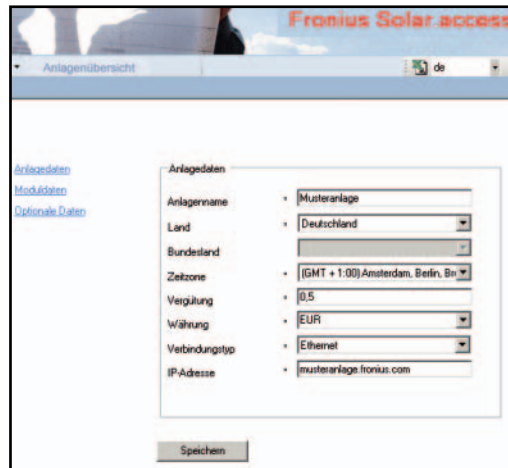 Fronius Solar access
Anlagenübersicht
de
Anlagedaten
Moduldaten
Optionale Daten
Anlagedaten
Anlagenname * Musteranlage
Land * Deutschland
Bundesland
Zeitzone * (GMT + 1:00) Amsterdam, Berlin, Br
Vergütung * 0,5
Währung * EUR
Verbindungstyp * Ethernet
IP-Adresse * musteranlage.fronius.com
Speichern